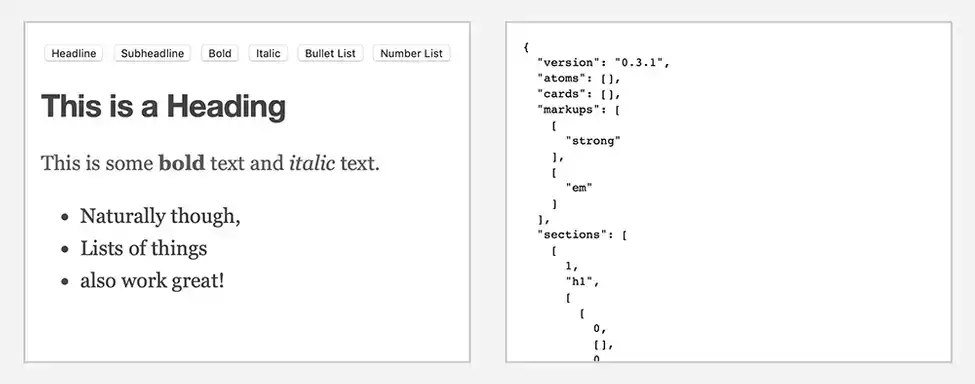 Headline Subheadline Bold Italic Bullet List Number List
This is a Heading
This is some bold text and italic text.
• Naturally though,
• Lists of things
• also work great!
{
"version": "0.3.1",
"atoms": [],
"cards": [],
"markups": [
[
"strong"
],
[
"em"
]
],
"sections": [
[
1,
"h1",
[
[
0,
[],
0